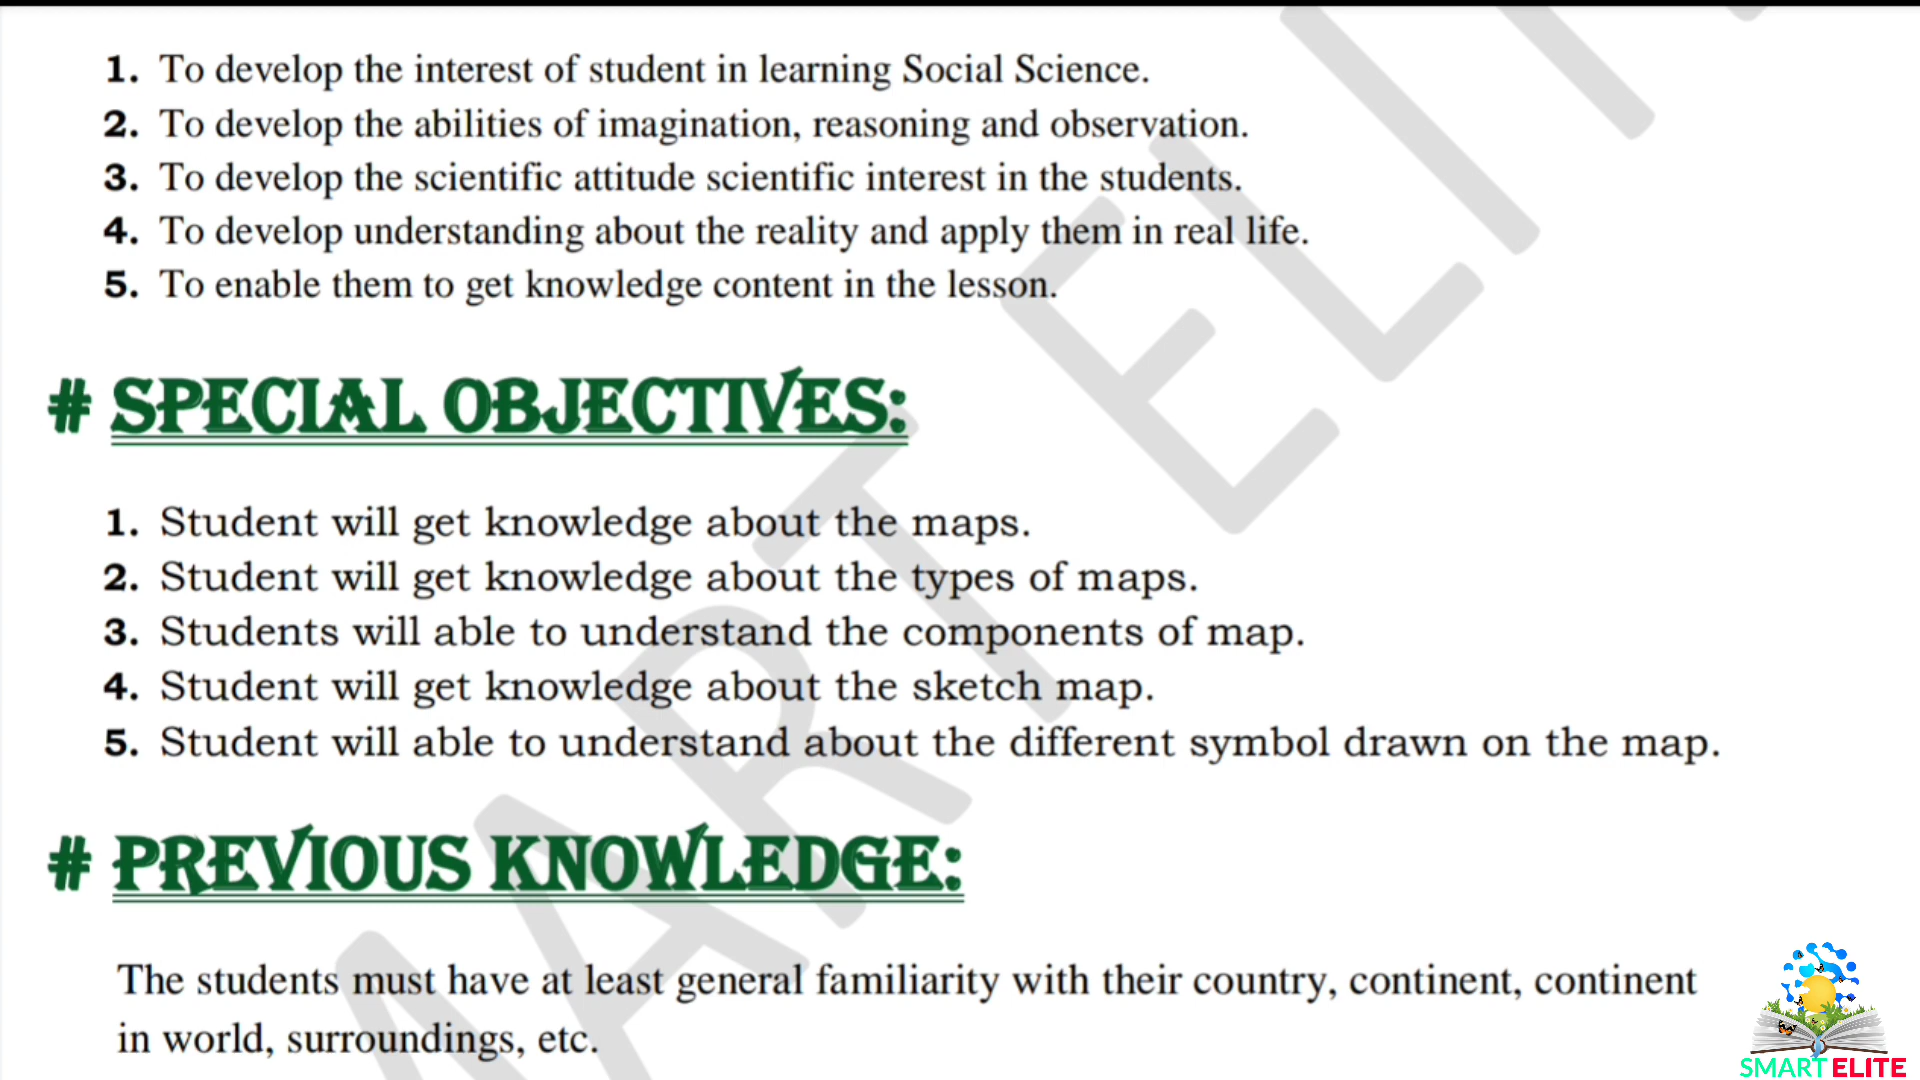 1. To develop the interest of student in learning Social Science.
2. To develop the abilities of imagination, reasoning and observation.
3. To develop the scientific attitude scientific interest in the students.
4. To develop understanding about the reality and apply them in real life.
5. To enable them to get knowledge content in the lesson.
# SPECIAL OBJECTIVES:
1. Student will get knowledge about the maps.
2. Student will get knowledge about the types of maps.
3. Students will able to understand the components of map.
4. Student will get knowledge about the sketch map.
5. Student will able to understand about the different symbol drawn on the map.
# PREVIOUS KNOWLEDGE:
The students must have at least general familiarity with their country, continent, continent
in world, surroundings, etc.
SMART ELITE